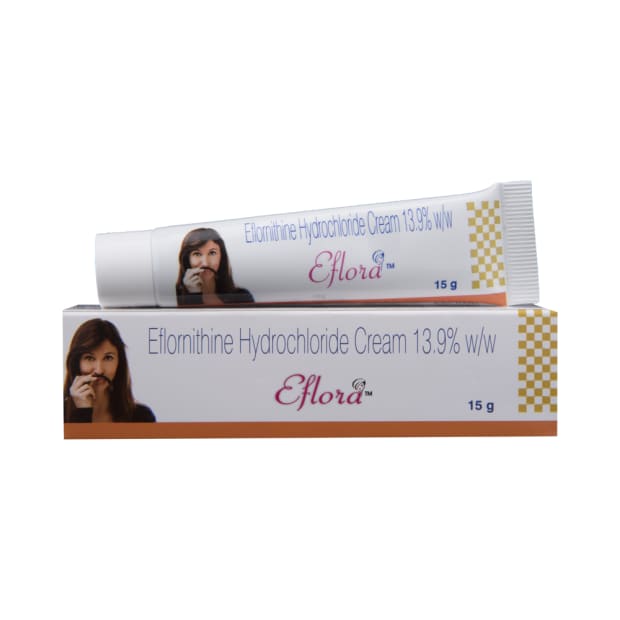 Eflornithine Hydrochloride Cream 13.9% w/w
Eflora™
15 g
Eflornithine Hydrochloride Cream 13.9% w/w
Eflora™
15 g